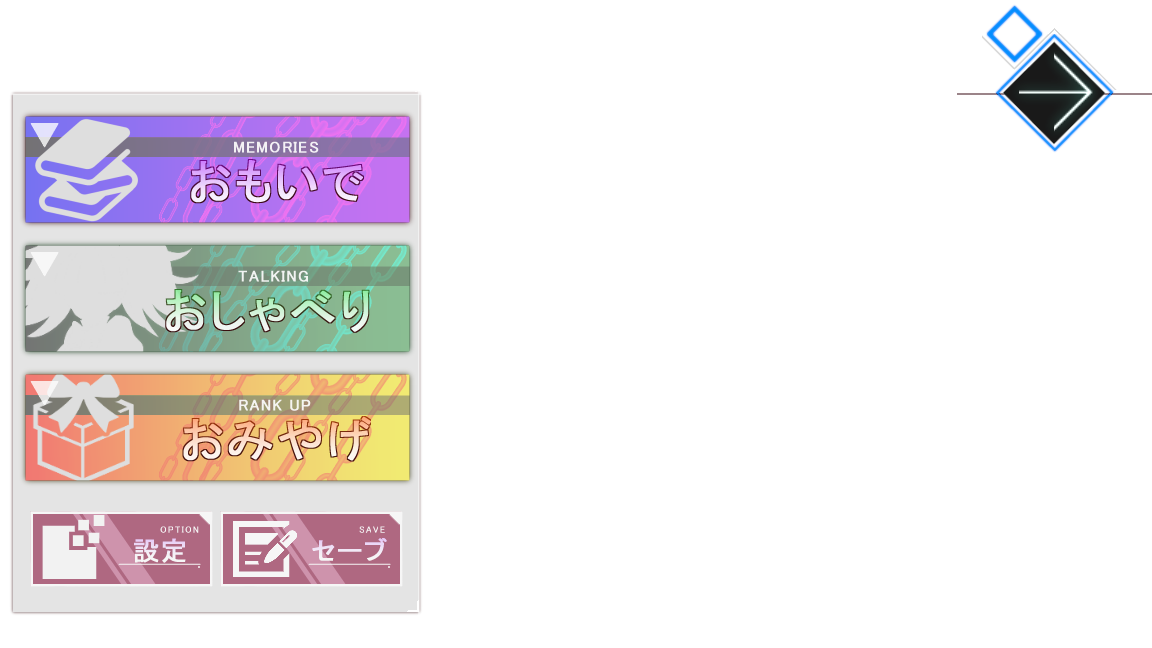 MEMORIES
おもいで
TALKING
おしゃべり
RANK UP
おみやげ
OPTION
設定
SAVE
セーブ